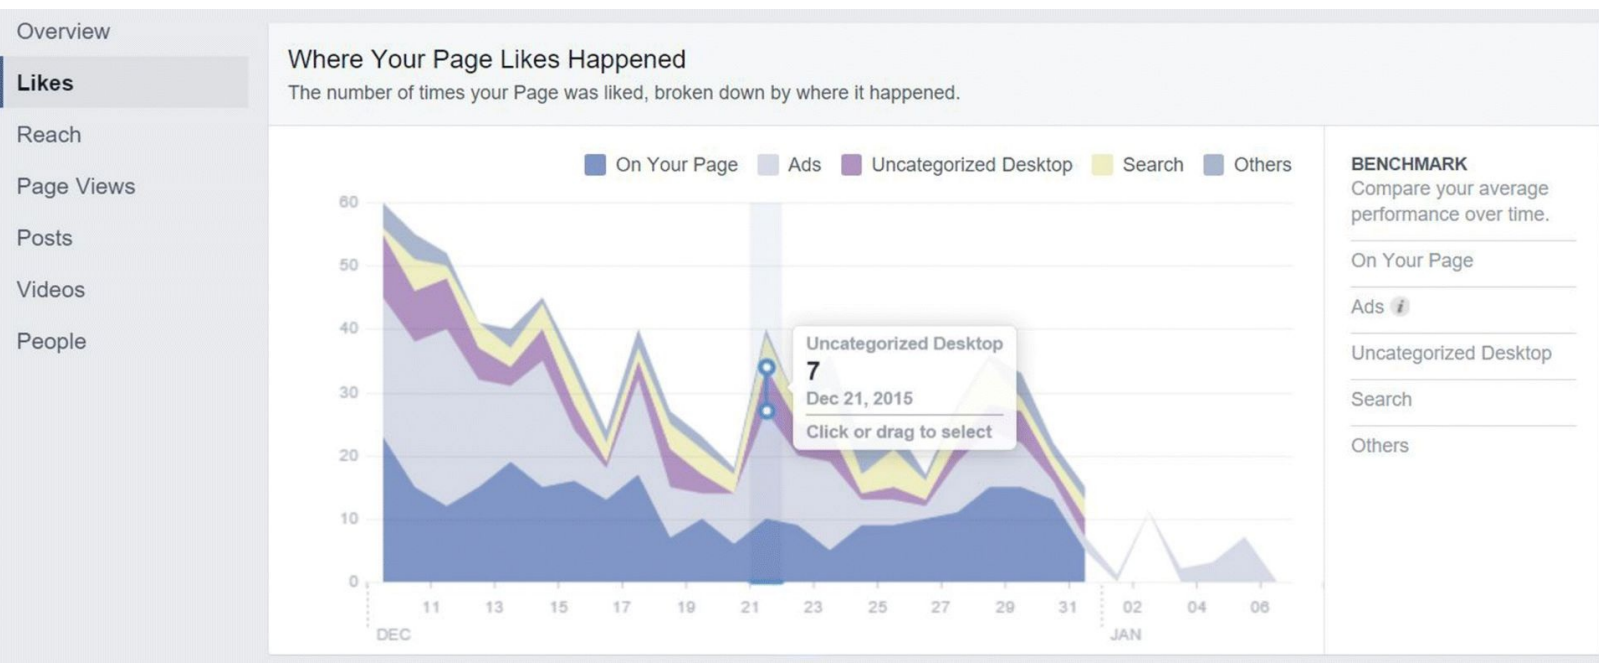 Overview
Likes
Reach
Page Views
Posts
Videos
People
Where Your Page Likes Happened
The number of times your Page was liked, broken down by where it happened.
On Your Page Ads Uncategorized Desktop Search Others
60
50
40
30
20
10
0
11 13 15 17 19 21 23 25 27 29 31 02 04 06
DEC JAN
Uncategorized Desktop
7
Dec 21, 2015
Click or drag to select
BENCHMARK
Compare your average
performance over time.
On Your Page
Ads i
Uncategorized Desktop
Search
Others